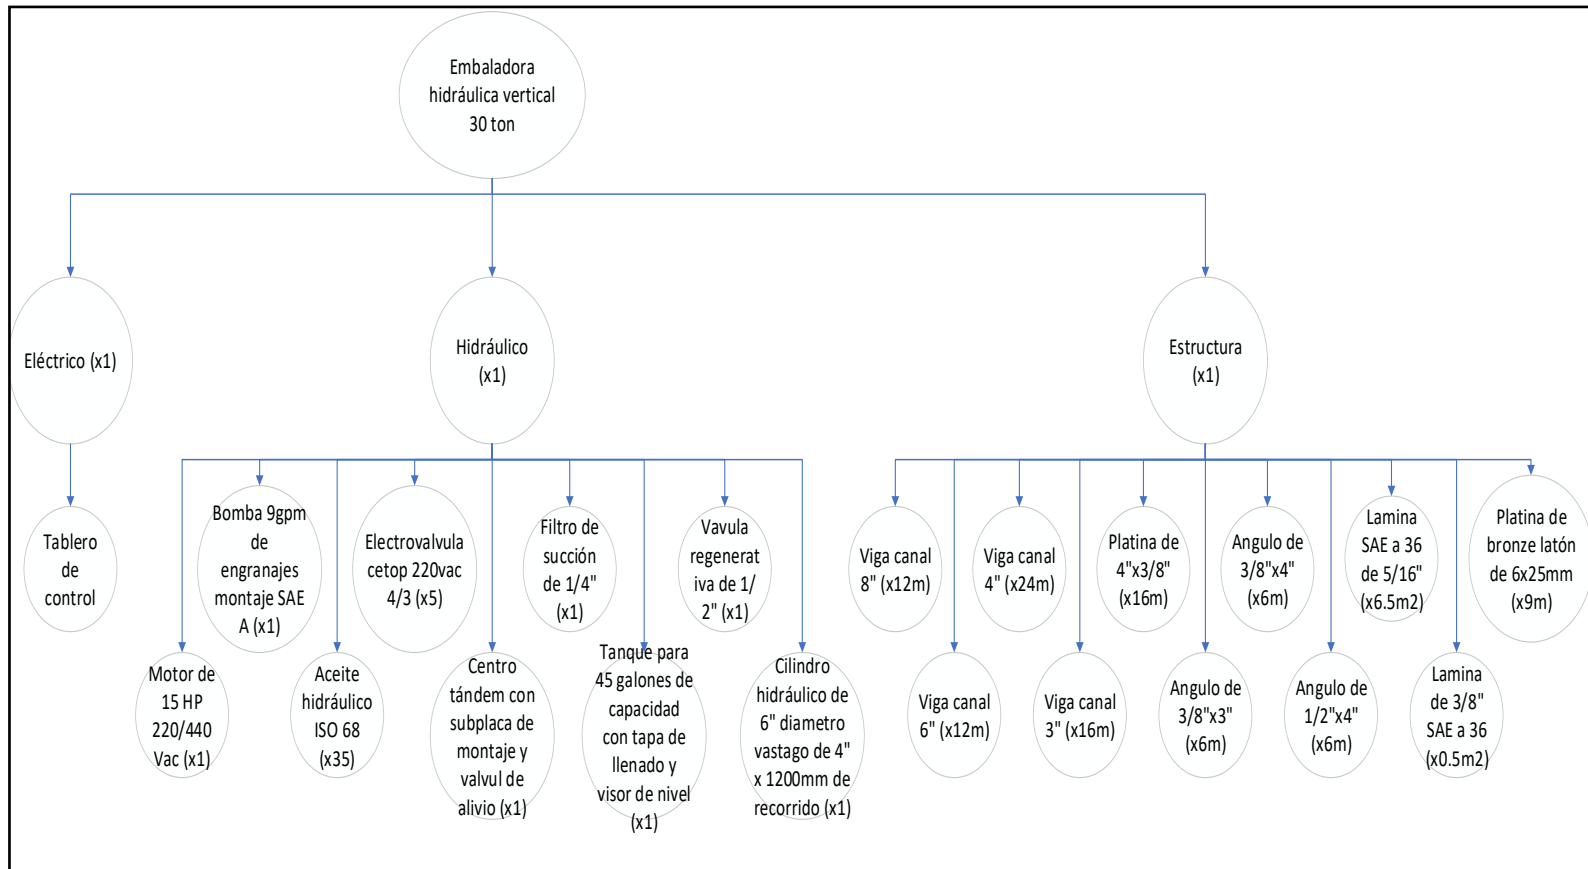 Embaladora
hidráulica vertical
30 ton
Eléctrico (x1)
Hidráulico
(x1)
Estructura
(x1)
Tablero
de
control
Motor de
15 HP
220/440
Vac (x1)
Bomba 9gpm
de
engranajes
montaje SAE
A (x1)
Aceite
hidráulico
ISO 68
(x35)
Electrovalvula
cetop 220vac
4/3 (x5)
Centro
tándem con
subplaca de
montaje y
valvul de
alivio (x1)
Filtro de
succión
de 1/4"
(x1)
Tanque para
45 galones de
capacidad
con tapa de
llenado y
visor de nivel
(x1)
Vavula
regenerat
iva de 1/
2" (x1)
Cilindro
hidráulico de
6" diametro
vastago de 4"
x 1200mm de
recorrido (x1)
Viga canal
8" (x12m)
Viga canal
6" (x12m)
Viga canal
4" (x24m)
Viga canal
3" (x16m)
Platina de
4"x3/8"
(x16m)
Angulo de
3/8"x3"
(x6m)
Angulo de
3/8"x4"
(x6m)
Angulo de
1/2"x4"
(x6m)
Lamina
SAE a 36
de 5/16"
(x6.5m2)
Lamina
de 3/8"
SAE a 36
(x0.5m2)
Platina de
bronze latón
de 6x25mm
(x9m)